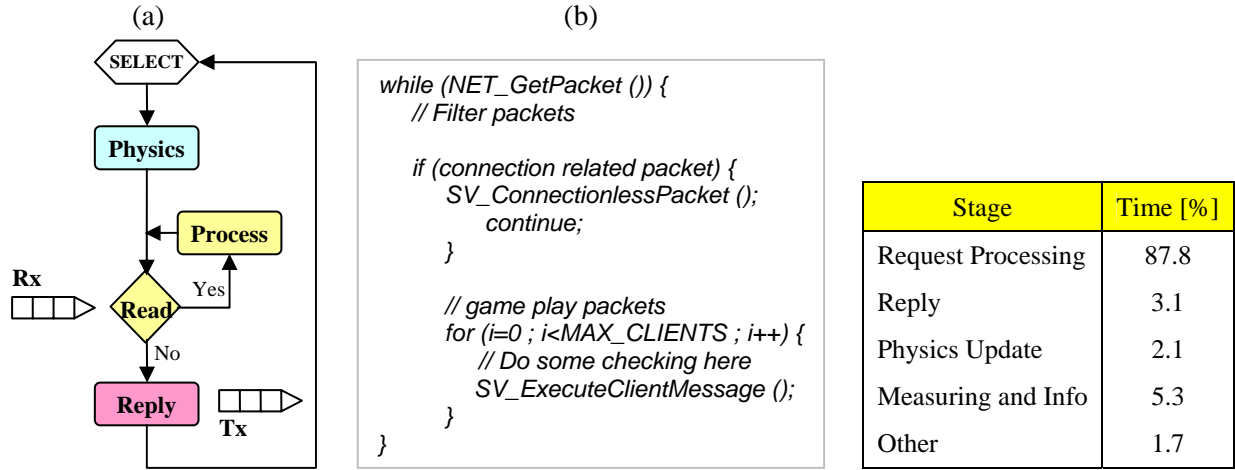 (a)
SELECT
Physics
Process
Rx
Yes
Read
No
Reply
Tx
(b)
while (NET_GetPacket ()) {
// Filter packets
if (connection related packet) {
SV_ConnectionlessPacket ();
continue;
}
// game play packets
for (i=0 ; i<MAX_CLIENTS ; i++) {
// Do some checking here
SV_ExecuteClientMessage ();
}
}
Stage Time [%]
Request Processing 87.8
Reply 3.1
Physics Update 2.1
Measuring and Info 5.3
Other 1.7